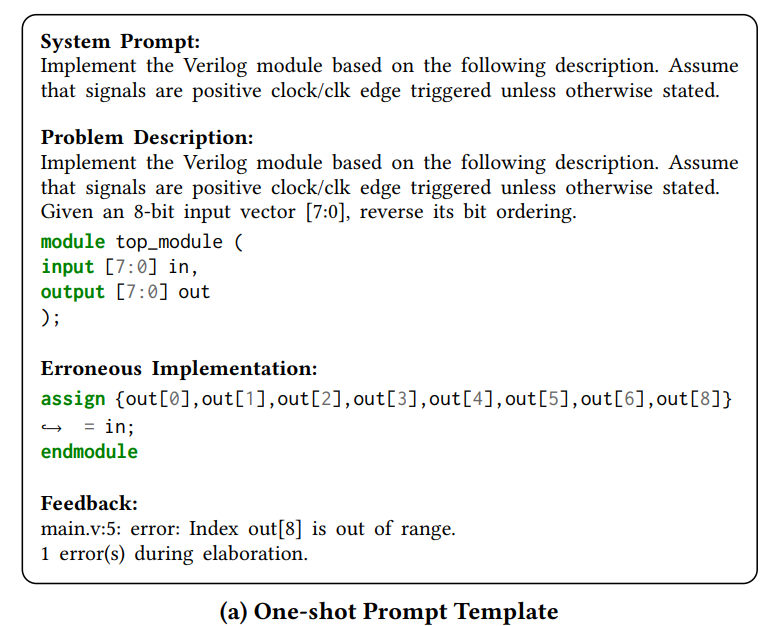 System Prompt:
Implement the Verilog module based on the following description. Assume
that signals are positive clock/clk edge triggered unless otherwise stated.
Problem Description:
Implement the Verilog module based on the following description. Assume
that signals are positive clock/clk edge triggered unless otherwise stated.
Given an 8-bit input vector [7:0], reverse its bit ordering.
module top_module (
input [7:0] in,
output [7:0] out
);
Erroneous Implementation:
assign {out[0],out[1],out[2],out[3],out[4],out[5],out[6],out[8]}
↪ = in;
endmodule
Feedback:
main.v:5: error: Index out[8] is out of range.
1 error(s) during elaboration.
(a) One-shot Prompt Template